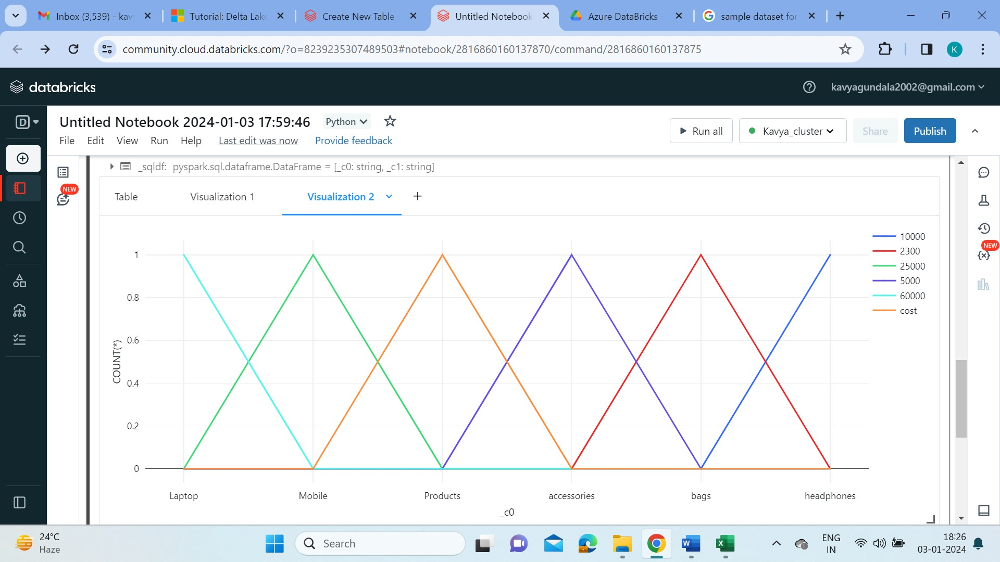 Inbox (3,539) - kav
Tutorial: Delta Lake
Create New Table -
Untitled Notebook
Azure DataBricks -
sample dataset for
community.cloud.databricks.com/?o=8239235307489503#notebook/2816860160137870/command/2816860160137875
K
databricks
kavyagundala2002@gmail.com
D
Untitled Notebook 2024-01-03 17:59:46
Python
Run all
Kavya_cluster
Share
Publish
File Edit View Run Help Last edit was now Provide feedback
NEW
_sqldf: pyspark.sql.dataframe.DataFrame = [_c0: string, _c1: string]
Table
Visualization 1
Visualization 2
+
NEW
10000
2300
25000
5000
60000
cost
1
0.8
0.6
0.4
0.2
0
COUNT(*)
Laptop
Mobile
Products
accessories
bags
headphones
_c0
24°C
Haze
Search
ENG
IN
18:26
03-01-2024